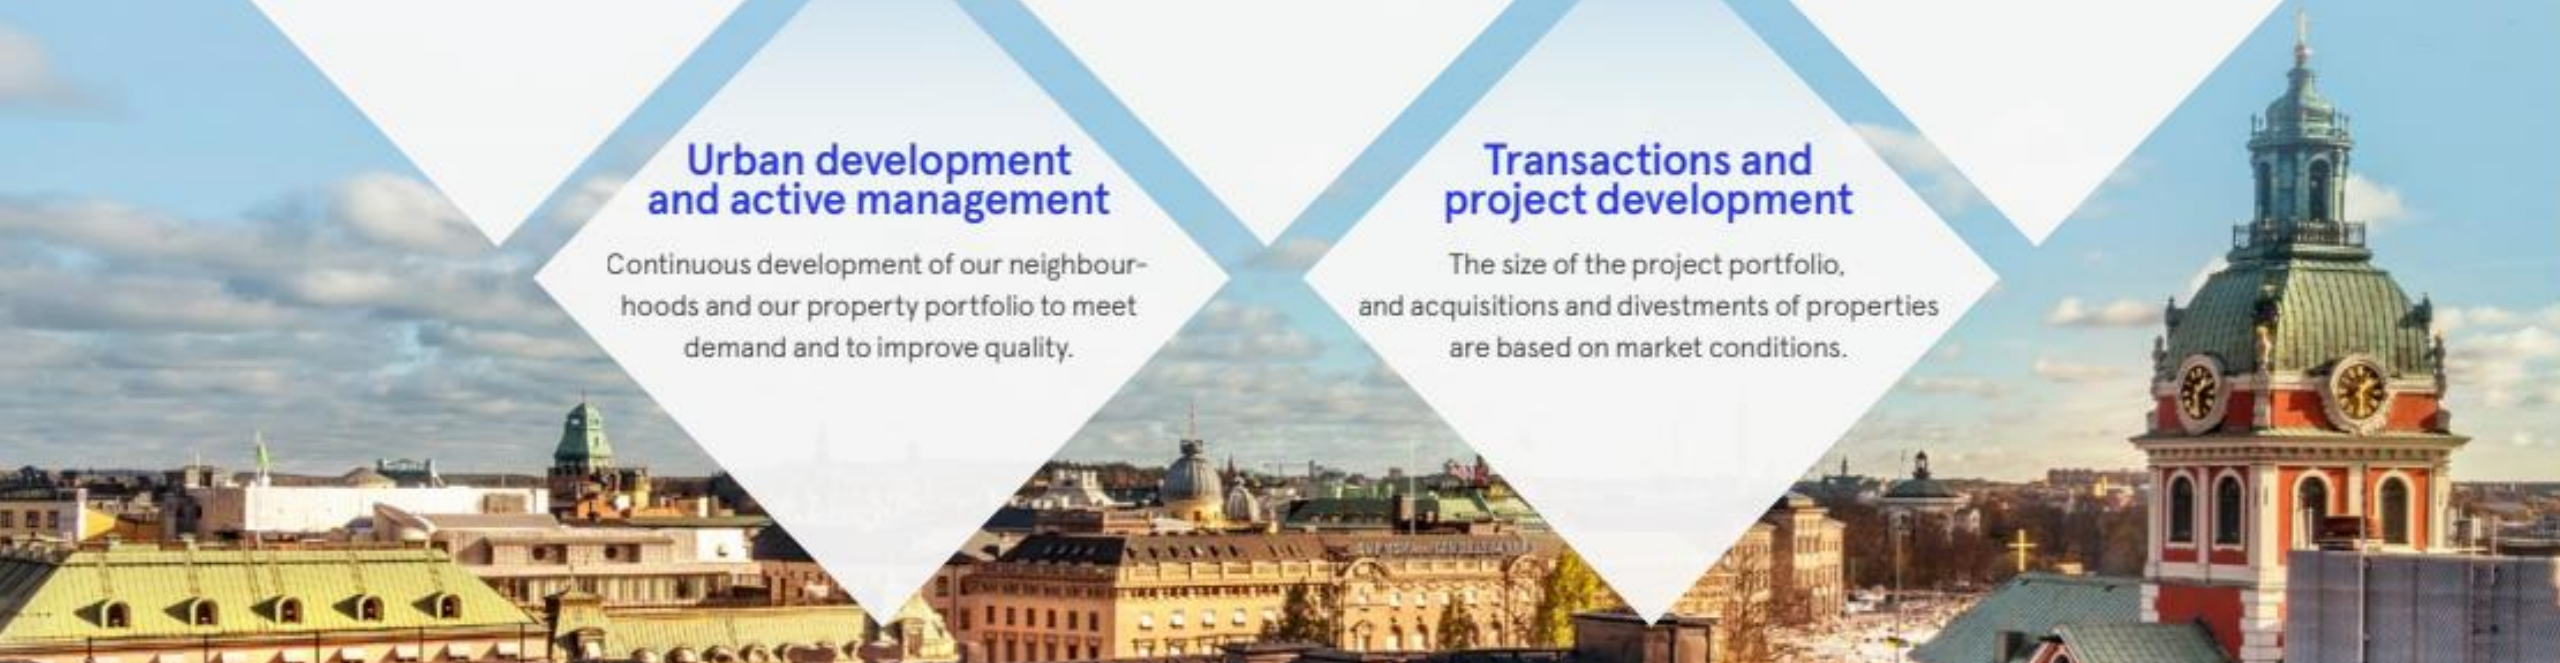 Urban development
and active management
Continuous development of our neighbour-
hoods and our property portfolio to meet
demand and to improve quality.
Transactions and
project development
The size of the project portfolio,
and acquisitions and divestments of properties
are based on market conditions.